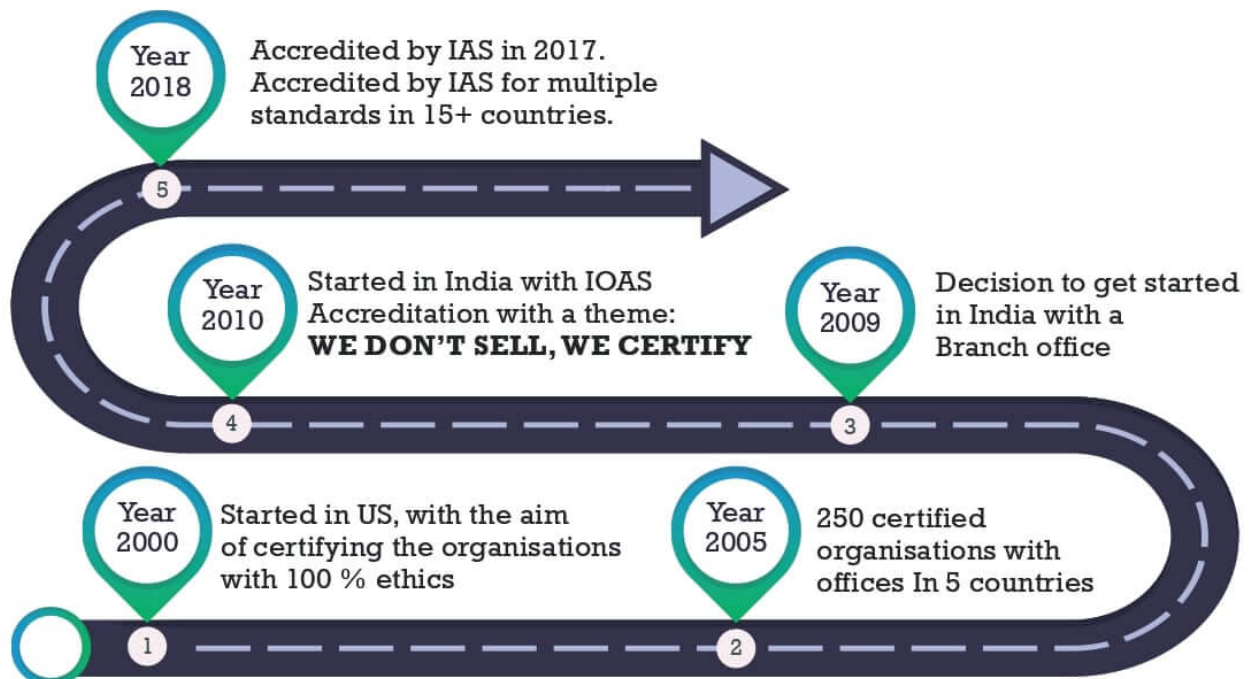 Year
2018
Accredited by IAS in 2017.
Accredited by IAS for multiple
standards in 15+ countries.
5
Year
2010
Started in India with IOAS
Accreditation with a theme:
WE DON'T SELL, WE CERTIFY
Year
2009
Decision to get started
in India with a
Branch office
4
3
Year
2000
Started in US, with the aim
of certifying the organisations
with 100 % ethics
Year
2005
250 certified
organisations with
offices In 5 countries
1
2